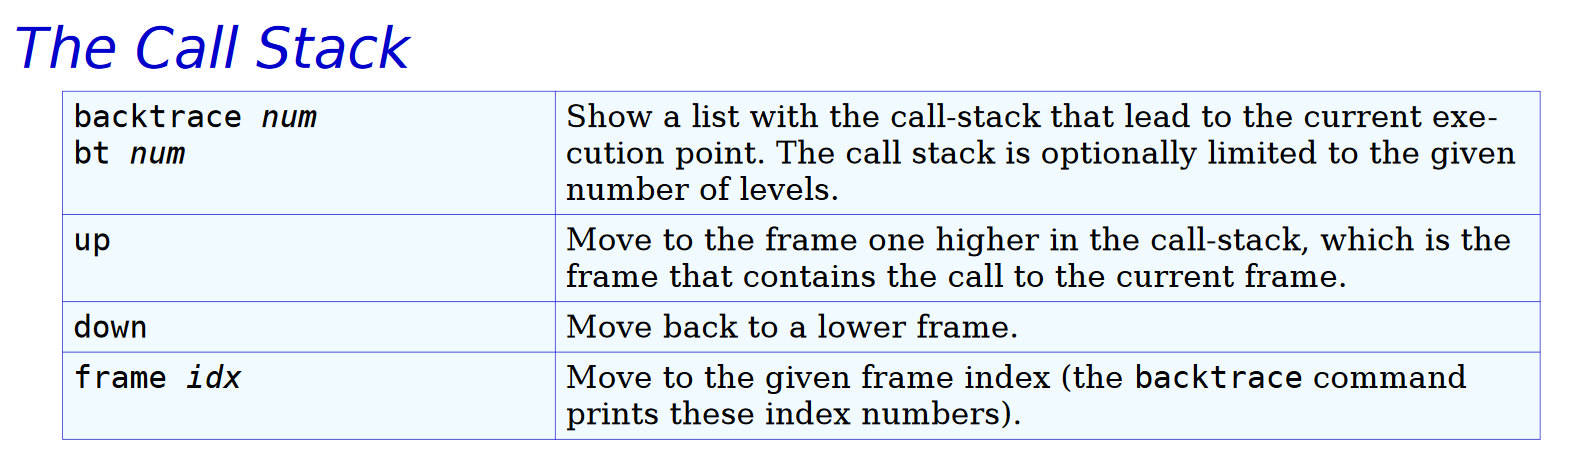 The Call Stack
backtrace num
bt num
Show a list with the call-stack that lead to the current exe-
cution point. The call stack is optionally limited to the given
number of levels.
up
Move to the frame one higher in the call-stack, which is the
frame that contains the call to the current frame.
down
Move back to a lower frame.
frame idx
Move to the given frame index (the backtrace command
prints these index numbers).